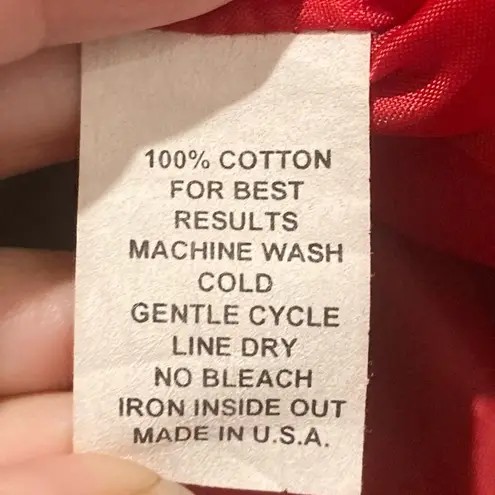 100% COTTON
FOR BEST
RESULTS
MACHINE WASH
COLD
GENTLE CYCLE
LINE DRY
NO BLEACH
IRON INSIDE OUT
MADE IN U.S.A.